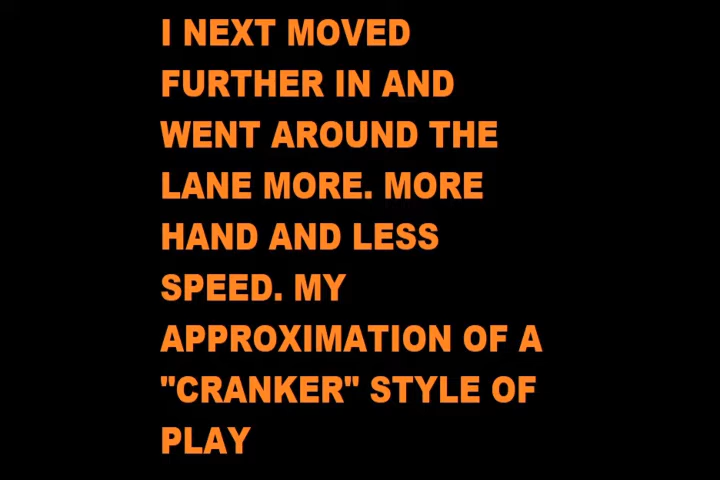 I NEXT MOVED
FURTHER IN AND
WENT AROUND THE
LANE MORE. MORE
HAND AND LESS
SPEED. MY
APPROXIMATION OF A
"CRANKER" STYLE OF
PLAY